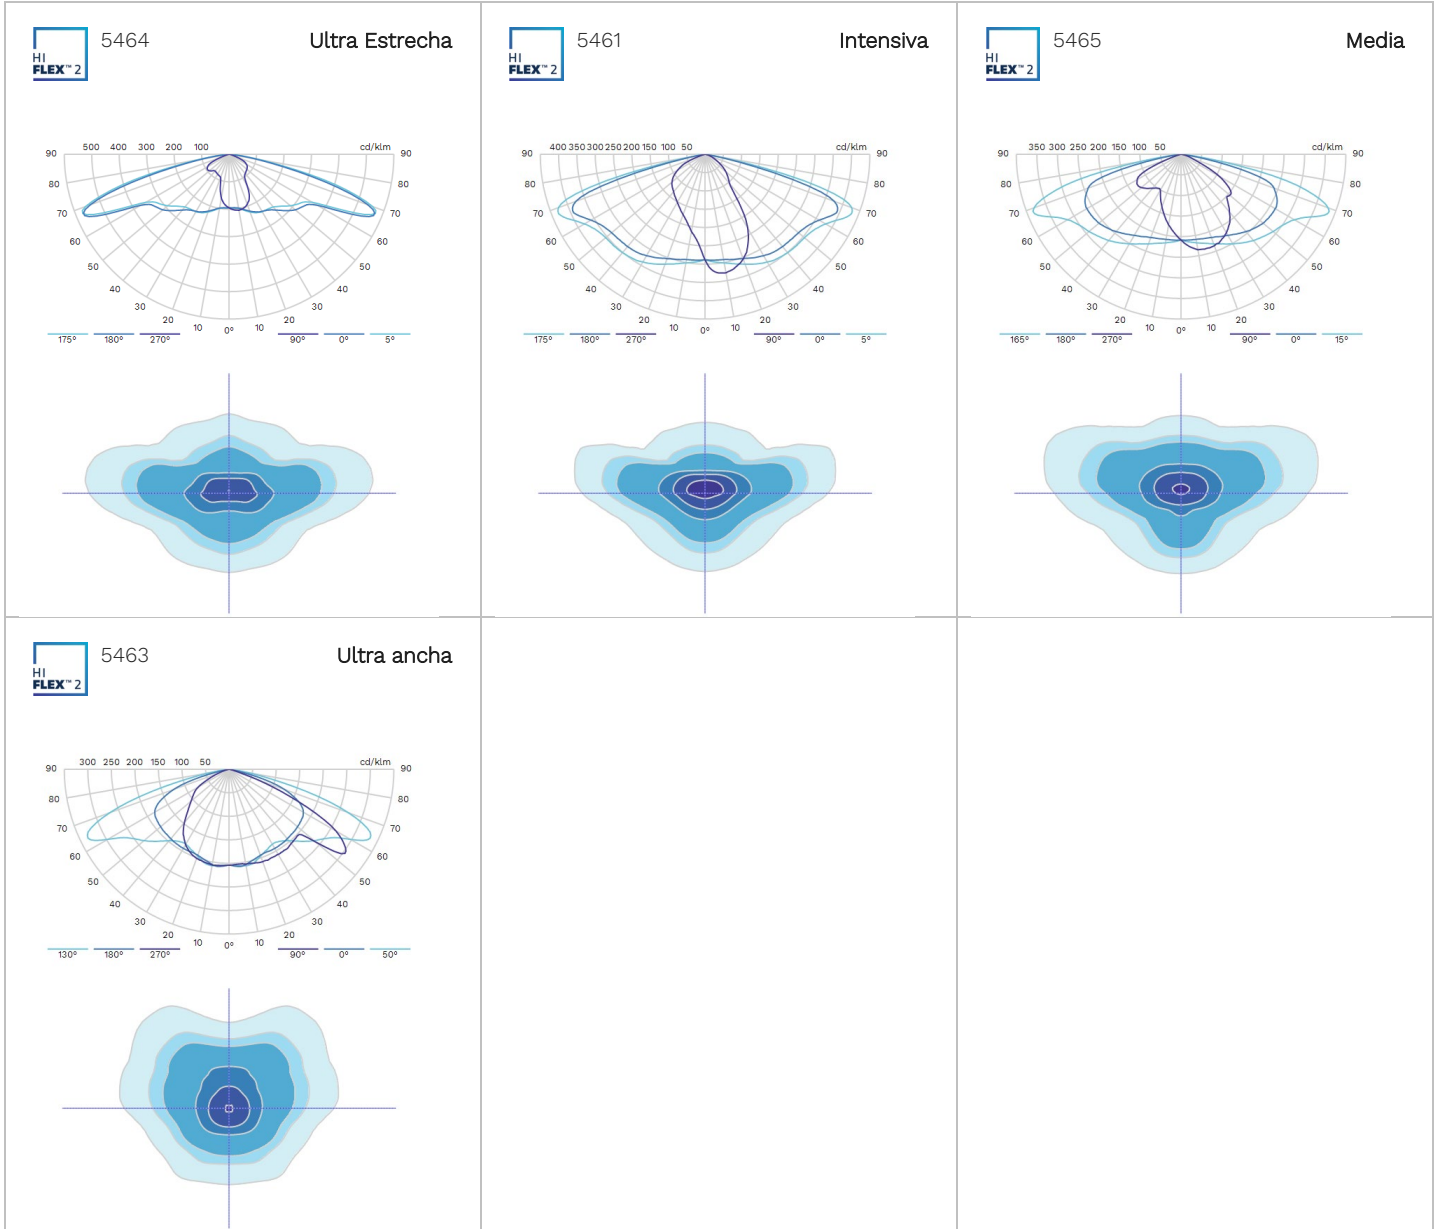 HI
FLEX™ 2
5464
Ultra Estrecha
500 400 300 200 100 cd/klm
90 90
80 80
70 70
60 60
50 50
40 40
30 30
20 20
10 0° 10
175° 180° 270° 90° 0° 5°
HI
FLEX™ 2
5461
Intensiva
400 350 300 250 200 150 100 50 cd/klm
90 90
80 80
70 70
60 60
50 50
40 40
30 30
20 20
10 0° 10
175° 180° 270° 90° 0° 5°
HI
FLEX™ 2
5465
Media
350 300 250 200 150 100 50 cd/klm
90 90
80 80
70 70
60 60
50 50
40 40
30 30
20 20
10 0° 10
165° 180° 270° 90° 0° 15°
HI
FLEX™ 2
5463
Ultra ancha
300 250 200 150 100 50 cd/klm
90 90
80 80
70 70
60 60
50 50
40 40
30 30
20 20
10 0° 10
130° 180° 270° 90° 0° 50°